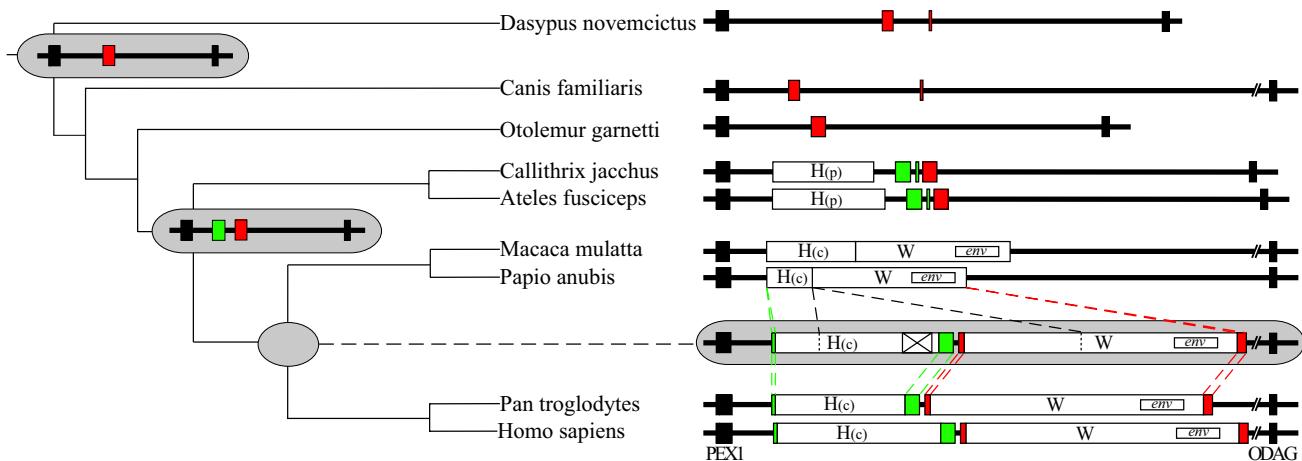 Dasypus novemcictus
Canis familiaris
//
Otolemur garnetti
Callithrix jacchus H(p)
Ateles fusciceps H(p)
Macaca mulatta H(c) W env //
Papio anubis H(c) W env
H(c) W env //
Pan troglodytes H(c) W env //
Homo sapiens H(c) W env //
PEX1 ODAG